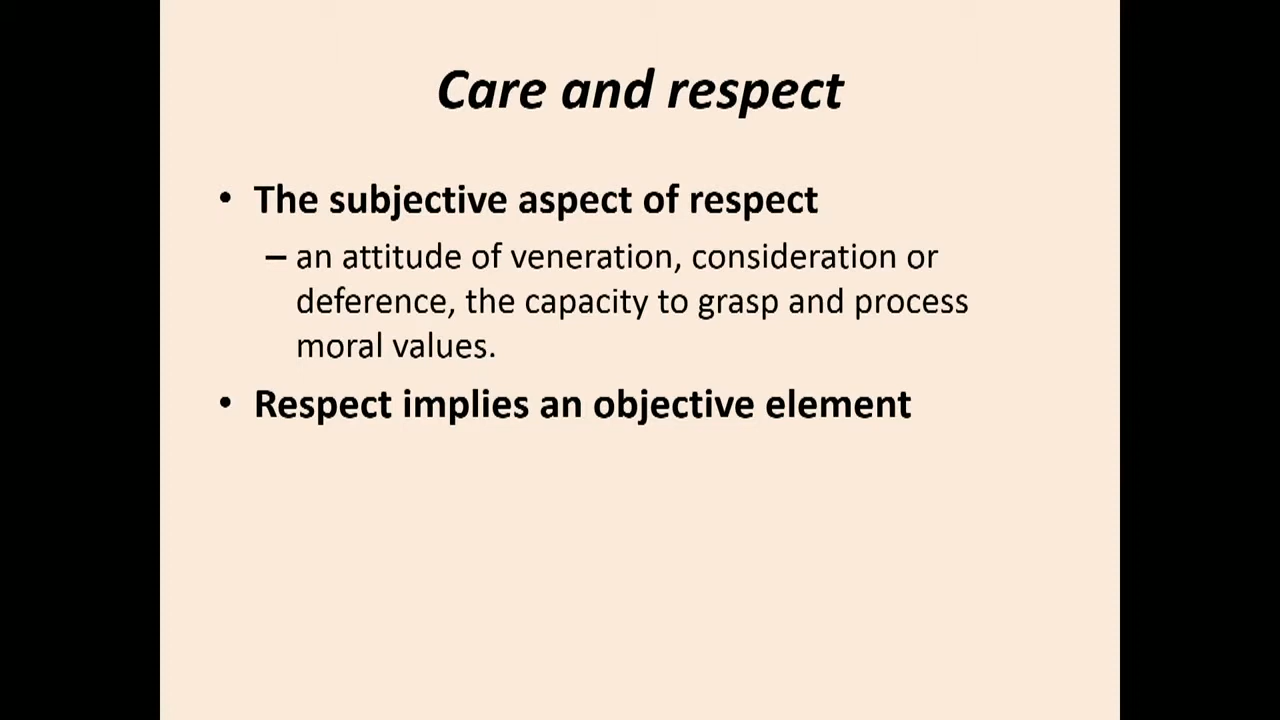 Care and respect
• The subjective aspect of respect
– an attitude of veneration, consideration or
deference, the capacity to grasp and process
moral values.
• Respect implies an objective element